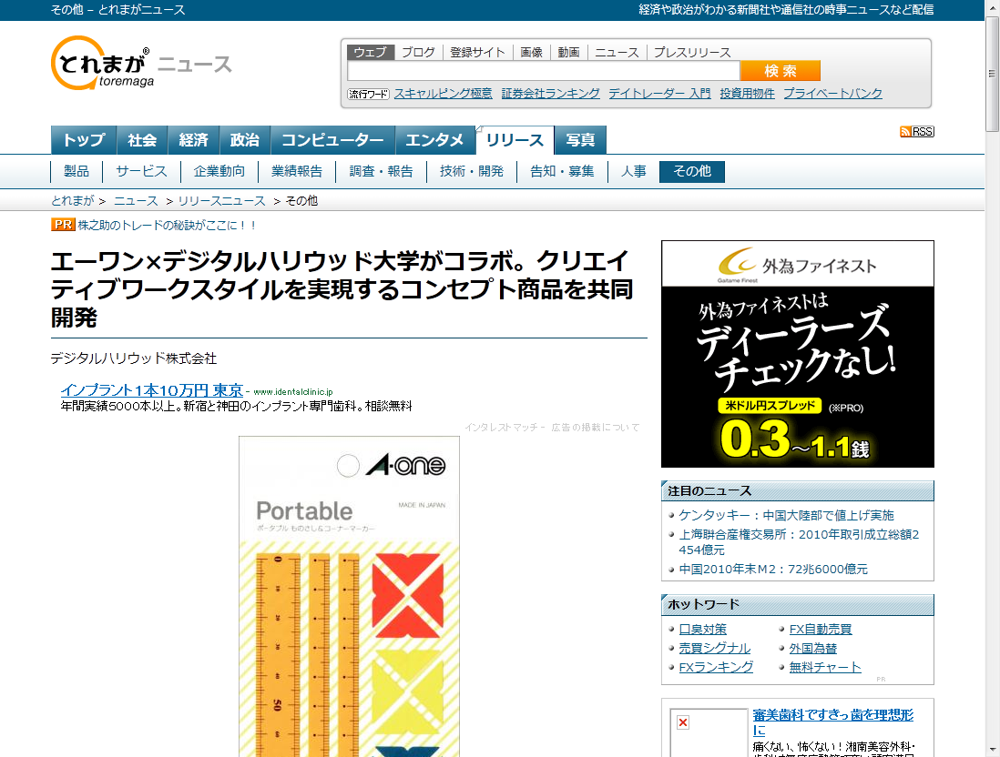 その他 – とれまがニュース
経済や政治がわかる新聞社や通信社の時事ニュースなど配信
とれまが® ニュース
toremaga
ウェブ ブログ 登録サイト 画像 動画 ニュース プレスリリース
検 索
流行ワード スキャルピング極意 証券会社ランキング デイトレーダー 入門 投資用物件 プライベートバンク
トップ 社会 経済 政治 コンピューター エンタメ リリース 写真
RSS
製品 サービス 企業動向 業績報告 調査・報告 技術・開発 告知・募集 人事 その他
とれまが > ニュース > リリースニュース > その他
PR 株之助のトレードの秘訣がここに！！
エーワン×デジタルハリウッド大学がコラボ。クリエイ
ティブワークスタイルを実現するコンセプト商品を共同
開発
デジタルハリウッド株式会社
インプラント1本10万円 東京 - www.identalclinic.jp
年間実績5000本以上。新宿と神田のインプラント専門歯科。相談無料
インタレストマッチ - 広告の掲載について
A·one
Portable
MADE IN JAPAN
ポータブル ものさし&コーナーマーカー
0
10
20
30
40
50
外為ファイネスト
Gaitame Finest
外為ファイネストは
ディーラーズ
チェックなし!
米ドル円スプレッド (※PRO)
0.3～1.1銭
注目のニュース
ケンタッキー：中国大陸部で値上げ実施
上海聯合産権交易所：2010年取引成立総額2
454億元
中国2010年末Ｍ2：72兆6000億元
ホットワード
口臭対策 FX自動売買
売買シグナル 外国為替
FXランキング 無料チャート
PR
審美歯科ですきっ歯を理想形
に
痛くない、怖くない！湘南美容外科・